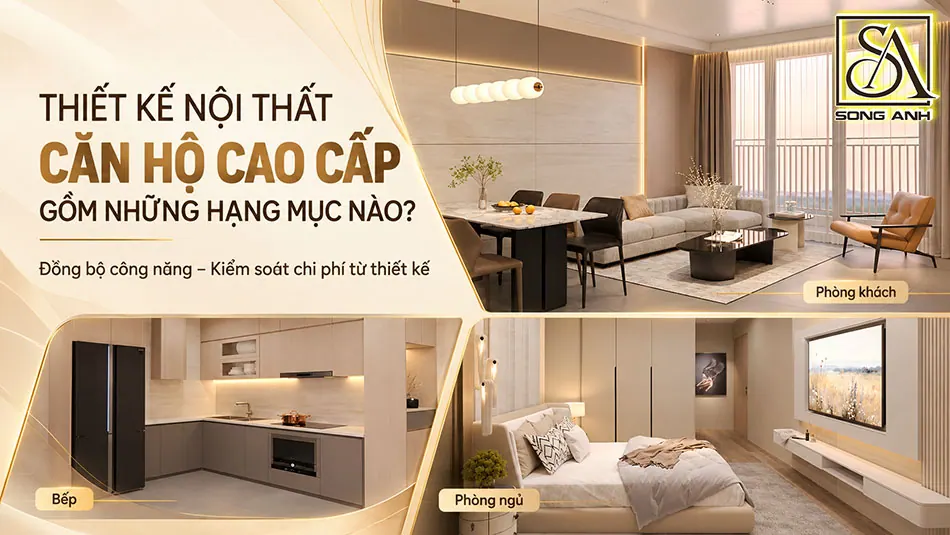 THIẾT KẾ NỘI THẤT
CĂN HỘ CAO CẤP
GỒM NHỮNG HẠNG MỤC NÀO?
Đồng bộ công năng – Kiểm soát chi phí từ thiết kế
SA
SONG ANH
Phòng khách
Bếp
Phòng ngủ